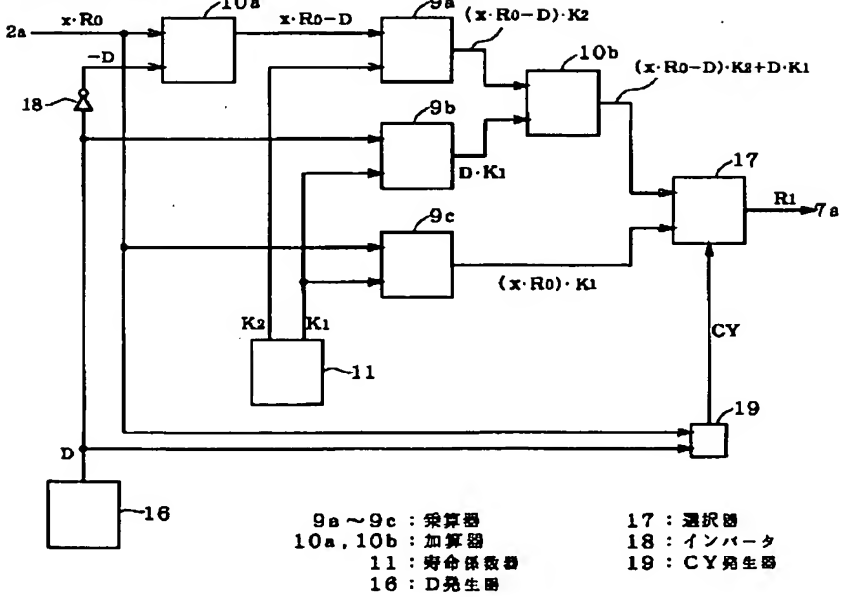 10a
9a
(x·R0-D)·K2
2a
x·R0
x·R0-D
-D
10b
(x·R0-D)·K2+D·K1
18
9b
17
D·K1
R1
7a
9c
(x·R0)·K1
K2
K1
CY
11
19
D
16
9a～9c：乗算器
10a,10b：加算器
11：寿命係数器
16：D発生器
17：選択器
18：インバータ
19：CY発生器